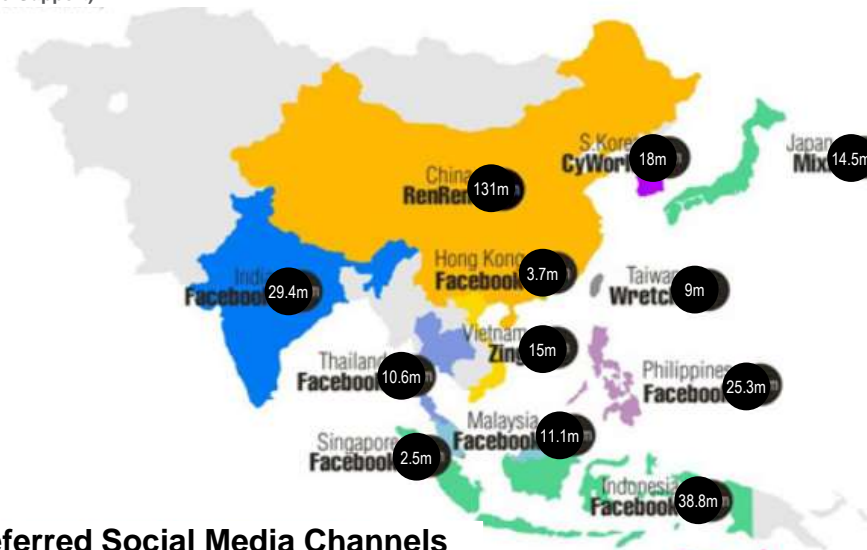 S.Kore
CyWorl
18m
Japan
Mixi
14.5m
China
RenRen
131m
Hong Kong
Facebook
3.7m
India
Facebook
29.4m
Taiwan
Wretch
9m
Vietnam
Zing
15m
Thailand
Facebook
10.6m
Philippines
Facebook
25.3m
Malaysia
Facebook
11.1m
Singapore
Facebook
2.5m
Indonesia
Facebook
38.8m
eferred Social Media Channels